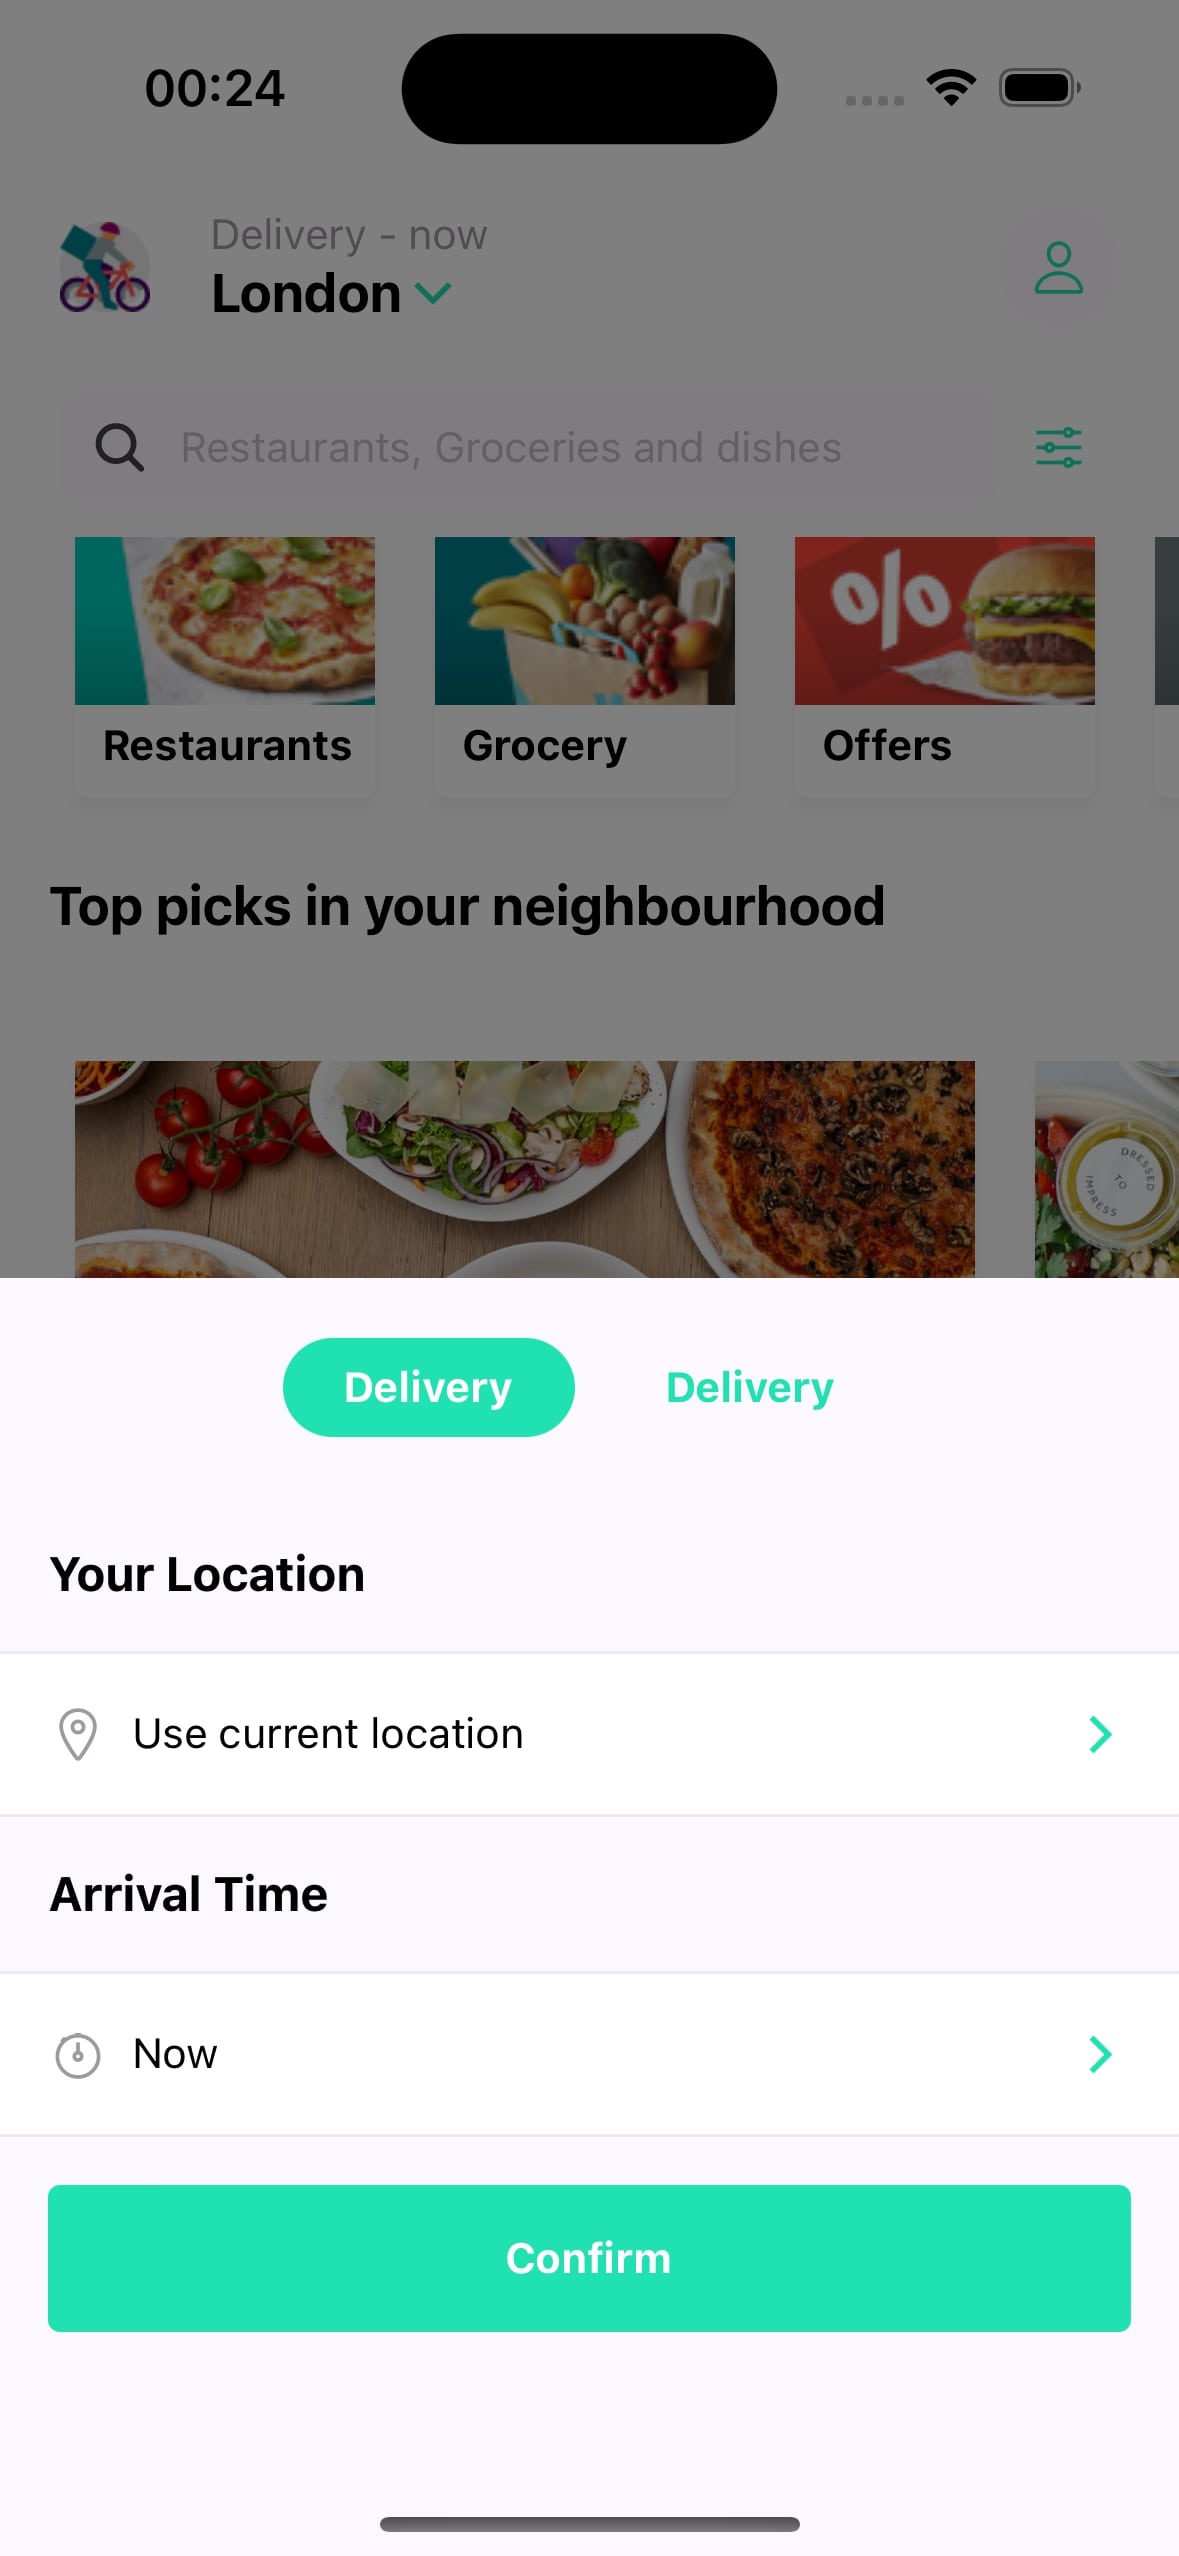 00:24
Delivery - now
London
Restaurants, Groceries and dishes
%
Restaurants
Grocery
Offers
Top picks in your neighbourhood
DRESSED
TO
IMPRESS
Delivery
Delivery
Your Location
Use current location
Arrival Time
Now
Confirm